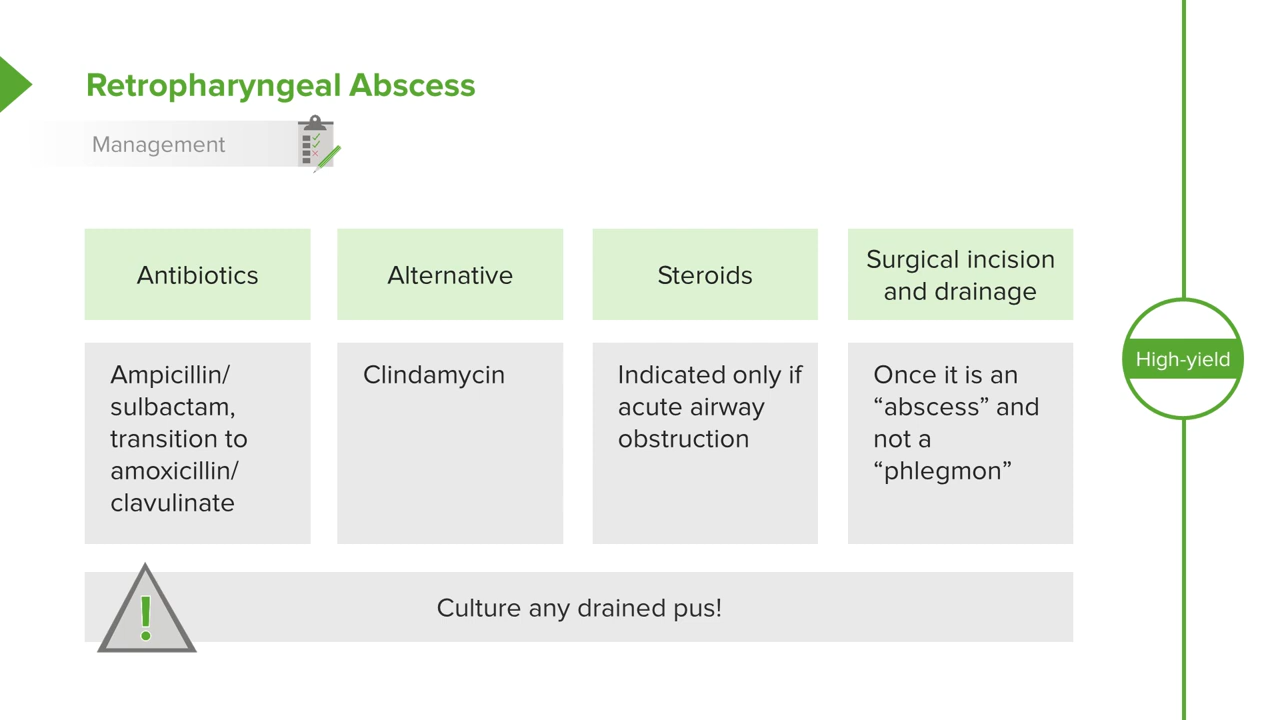 Retropharyngeal Abscess
Management
Antibiotics
Ampicillin/
sulbactam,
transition to
amoxicillin/
clavulinate
Alternative
Clindamycin
Steroids
Indicated only if
acute airway
obstruction
Surgical incision
and drainage
Once it is an
“abscess” and
not a
“phlegmon”
Culture any drained pus!
High-yield